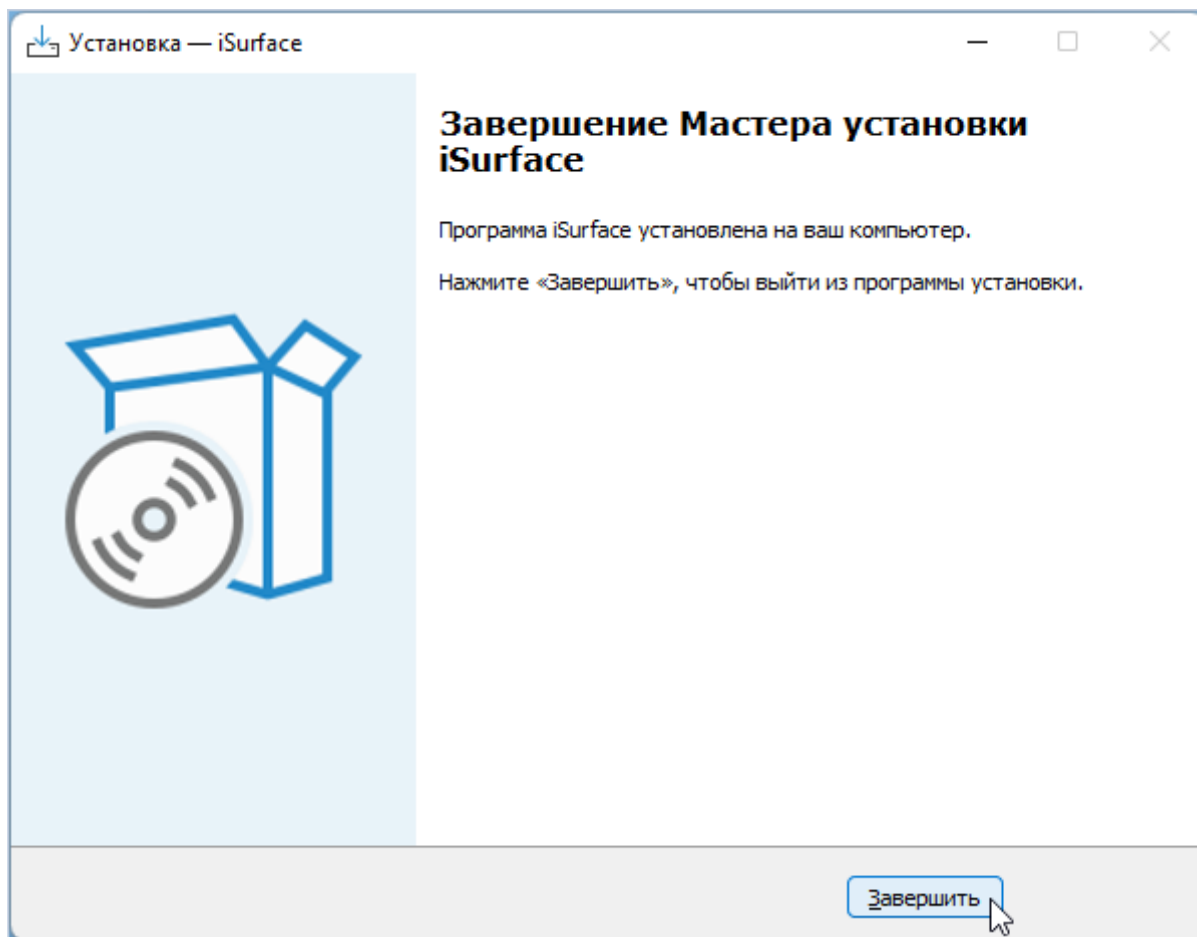 Установка — iSurface
Завершение Мастера установки
iSurface
Программа iSurface установлена на ваш компьютер.
Нажмите «Завершить», чтобы выйти из программы установки.
Завершить